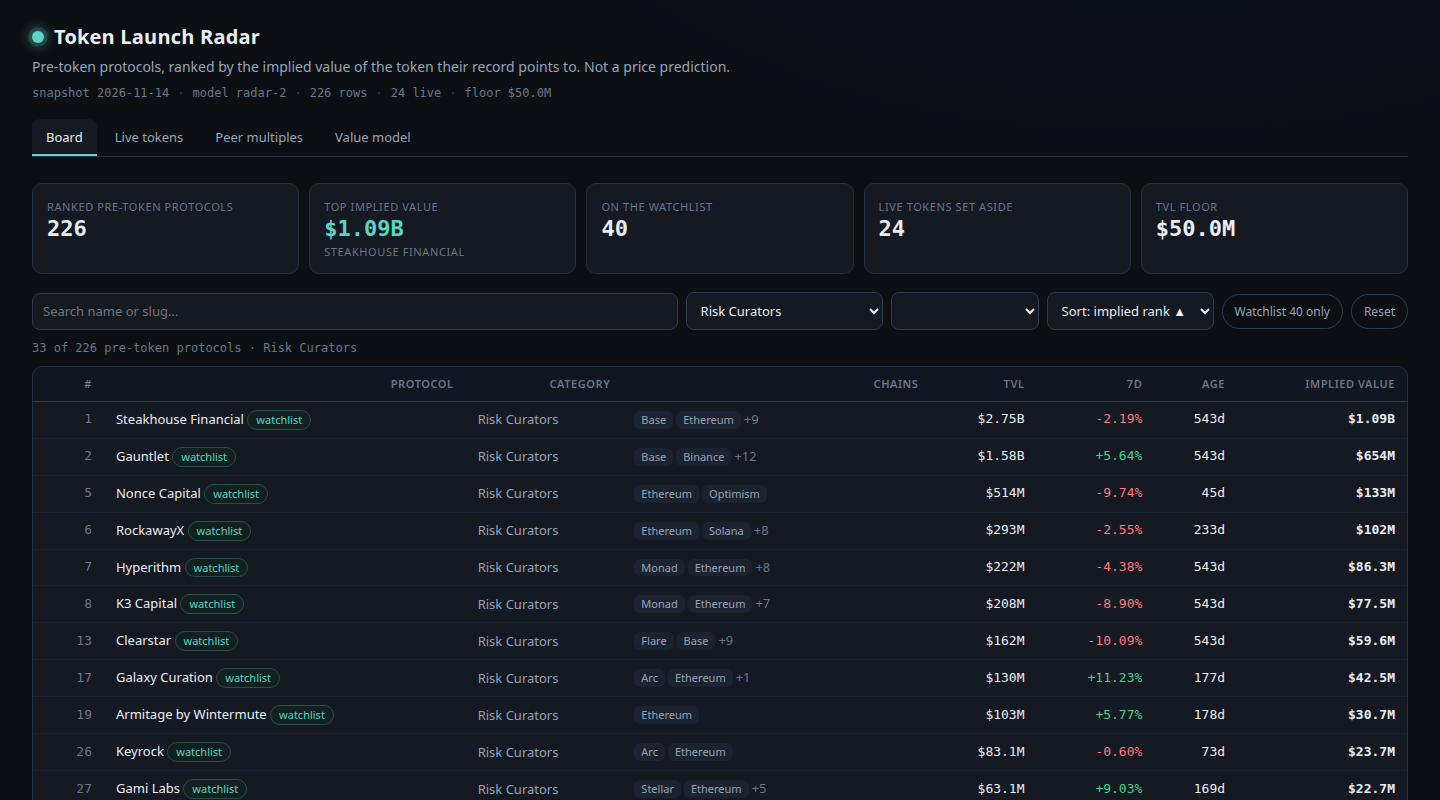 Token Launch Radar
Pre-token protocols, ranked by the implied value of the token their record points to. Not a price prediction.
snapshot 2026-11-14 · model radar-2 · 226 rows · 24 live · floor $50.0M
Board Live tokens Peer multiples Value model
RANKED PRE-TOKEN PROTOCOLS
226
TOP IMPLIED VALUE
$1.09B
STEAKHOUSE FINANCIAL
ON THE WATCHLIST
40
LIVE TOKENS SET ASIDE
24
TVL FLOOR
$50.0M
Search name or slug... Risk Curators Sort: implied rank ▲ Watchlist 40 only Reset
33 of 226 pre-token protocols · Risk Curators
# PROTOCOL CATEGORY CHAINS TVL 7D AGE IMPLIED VALUE
1 Steakhouse Financial watchlist Risk Curators Base Ethereum +9 $2.75B -2.19% 543d $1.09B
2 Gauntlet watchlist Risk Curators Base Binance +12 $1.58B +5.64% 543d $654M
5 Nonce Capital watchlist Risk Curators Ethereum Optimism $514M -9.74% 45d $133M
6 RockawayX watchlist Risk Curators Ethereum Solana +8 $293M -2.55% 233d $102M
7 Hyperithm watchlist Risk Curators Monad Ethereum +8 $222M -4.38% 543d $86.3M
8 K3 Capital watchlist Risk Curators Monad Ethereum +7 $208M -8.90% 543d $77.5M
13 Clearstar watchlist Risk Curators Flare Base +9 $162M -10.09% 543d $59.6M
17 Galaxy Curation watchlist Risk Curators Arc Ethereum +1 $130M +11.23% 177d $42.5M
19 Armitage by Wintermute watchlist Risk Curators Ethereum $103M +5.77% 178d $30.7M
26 Keyrock watchlist Risk Curators Arc Ethereum $83.1M -0.60% 73d $23.7M
27 Gami Labs watchlist Risk Curators Stellar Ethereum +5 $63.1M +9.03% 169d $22.7M